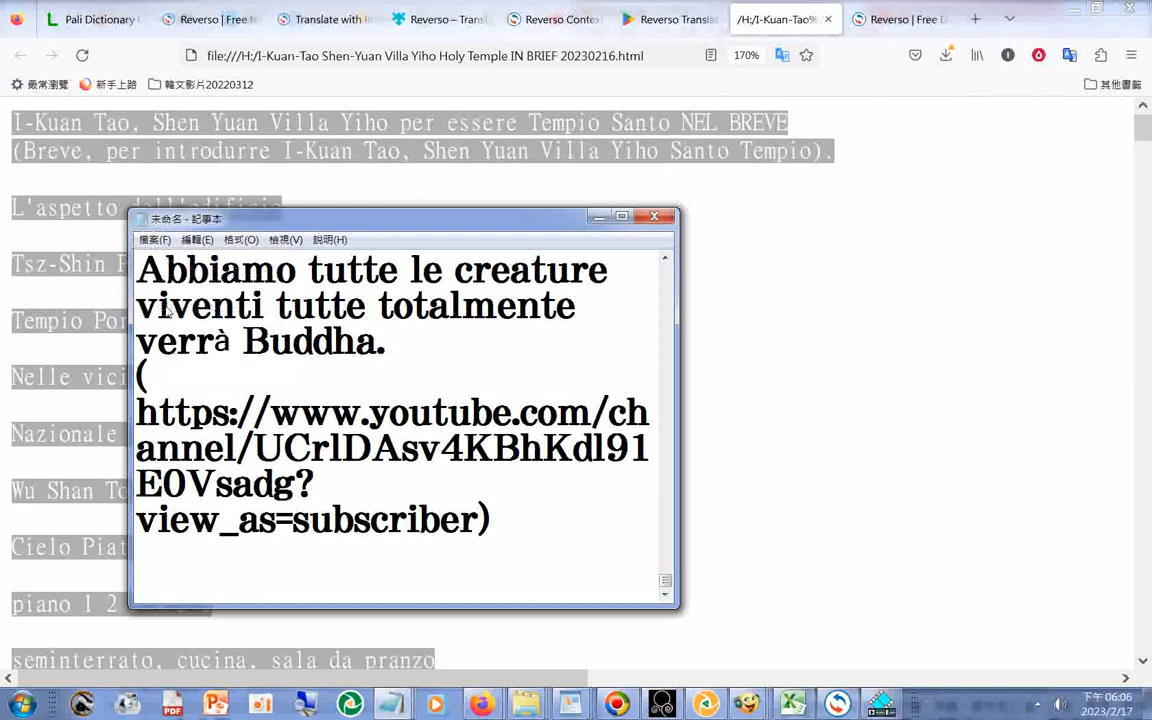 Pali Dictionary
Reverso | Free
Translate with
Reverso – Trans
Reverso Contex
Reverso Transla
/H:/I-Kuan-Tao%
Reverso | Free D
file:///H:/I-Kuan-Tao Shen-Yuan Villa Yiho Holy Temple IN BRIEF 20230216.html
170%
最常瀏覽
新手上路
韓文影片20220312
其他書籤
I-Kuan Tao, Shen Yuan Villa Yiho per essere Tempio Santo NEL BREVE
(Breve, per introdurre I-Kuan Tao, Shen Yuan Villa Yiho Santo Tempio).
L'aspetto dell'edificio
Tsz-Shin P
Tempio Por
Nelle vici
Nazionale
Wu Shan To
Cielo Piat
piano 1 2
seminterrato, cucina, sala da pranzo
未命名 - 記事本
檔案(F) 編輯(E) 格式(O) 檢視(V) 說明(H)
Abbiamo tutte le creature
viventi tutte totalmente
verrà Buddha.
(
https://www.youtube.com/ch
annel/UCrlDAsv4KBhKdl91
E0Vsadg?
view_as=subscriber)
下午 06:06
2023/2/17